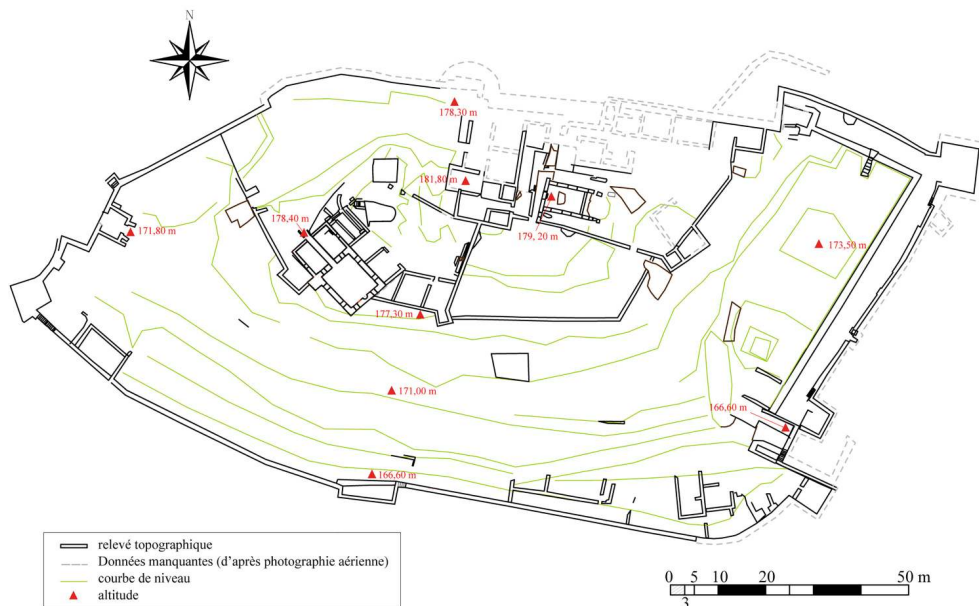 N
178,30 m
181,80 m
178,40 m
171,80 m
179, 20 m
173,50 m
177,30 m
171,00 m
166,60 m
166,60 m
relevé topographique
Données manquantes (d'après photographie aérienne)
courbe de niveau
altitude
0 5 10 20 50 m
3